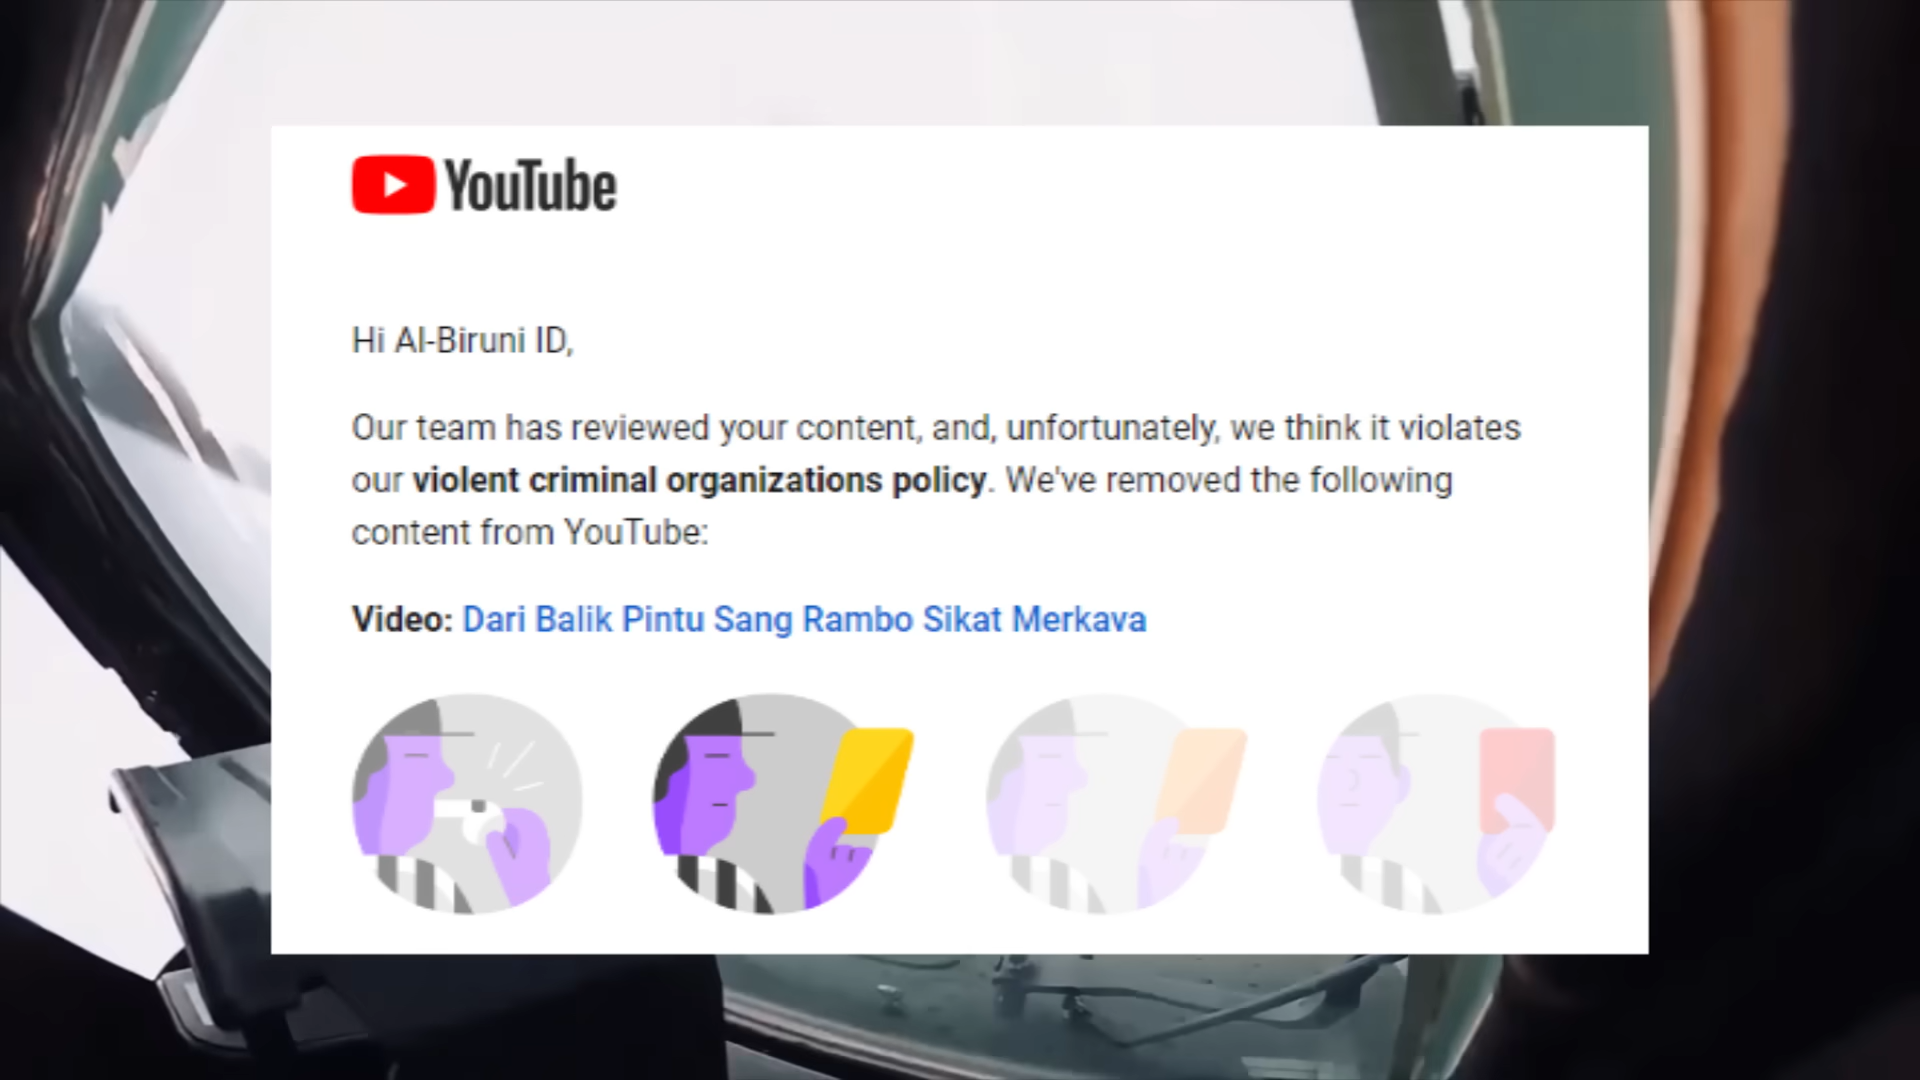 YouTube
Hi Al-Biruni ID,
Our team has reviewed your content, and, unfortunately, we think it violates
our violent criminal organizations policy. We've removed the following
content from YouTube:
Video: Dari Balik Pintu Sang Rambo Sikat Merkava